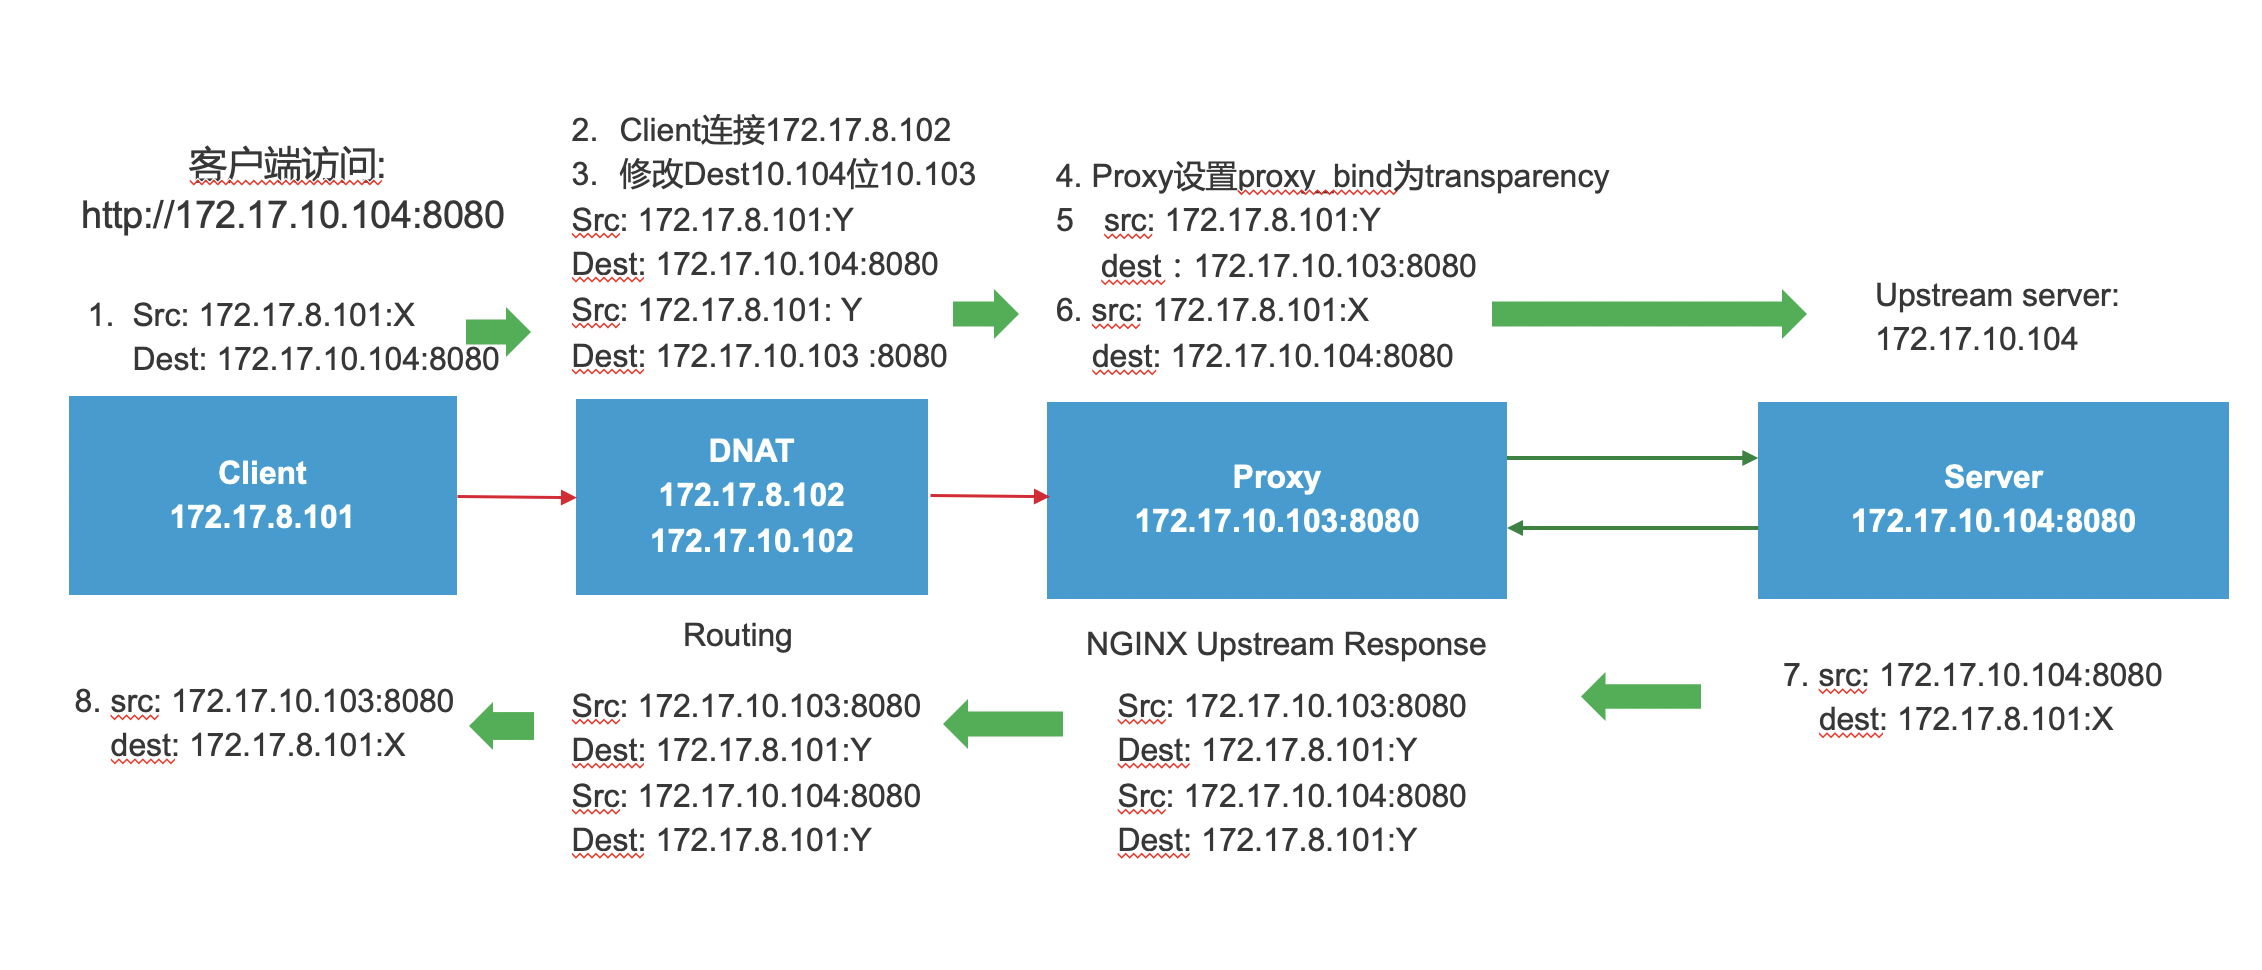 客户端访问:
http://172.17.10.104:8080
1. Src: 172.17.8.101:X
Dest: 172.17.10.104:8080
2. Client连接172.17.8.102
3. 修改Dest10.104位10.103
Src: 172.17.8.101:Y
Dest: 172.17.10.104:8080
Src: 172.17.8.101: Y
Dest: 172.17.10.103 :8080
4. Proxy设置proxy_bind为transparency
5 src: 172.17.8.101:Y
dest：172.17.10.103:8080
6. src: 172.17.8.101:X
dest: 172.17.10.104:8080
Upstream server:
172.17.10.104
Client
172.17.8.101
DNAT
172.17.8.102
172.17.10.102
Proxy
172.17.10.103:8080
Server
172.17.10.104:8080
8. src: 172.17.10.103:8080
dest: 172.17.8.101:X
Routing
Src: 172.17.10.103:8080
Dest: 172.17.8.101:Y
Src: 172.17.10.104:8080
Dest: 172.17.8.101:Y
NGINX Upstream Response
Src: 172.17.10.103:8080
Dest: 172.17.8.101:Y
Src: 172.17.10.104:8080
Dest: 172.17.8.101:Y
7. src: 172.17.10.104:8080
dest: 172.17.8.101:X